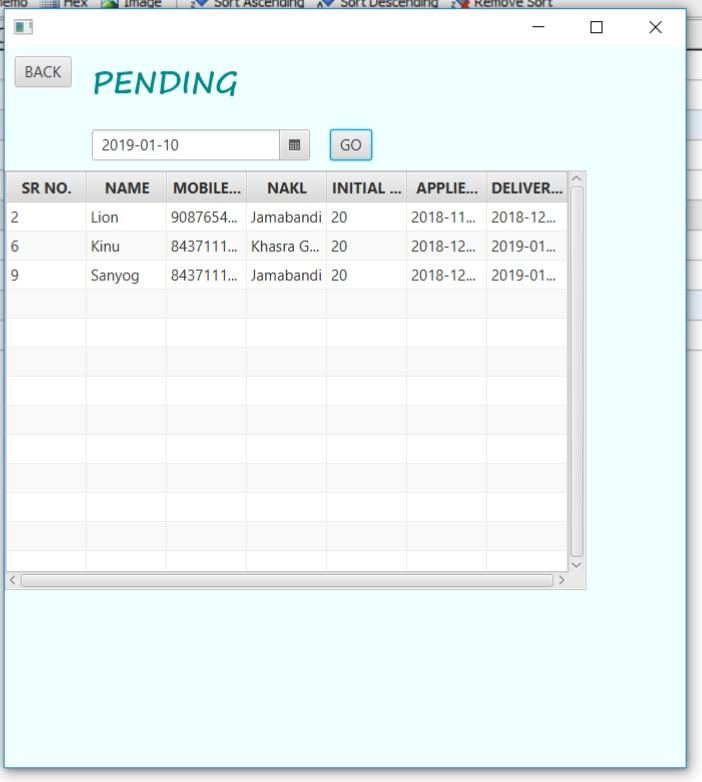 Hex Image Sort Ascending Sort Descending Remove Sort
BACK PENDING
2019-01-10 GO
SR NO. NAME MOBILE... NAKL INITIAL ... APPLIE... DELIVER...
2 Lion 9087654... Jamabandi 20 2018-11... 2018-12...
6 Kinu 8437111... Khasra G... 20 2018-12... 2019-01...
9 Sanyog 8437111... Jamabandi 20 2018-12... 2019-01...